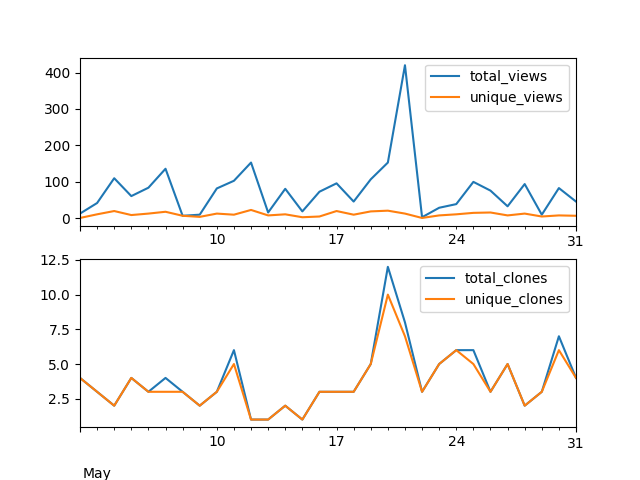 400
300
200
100
0
total_views
unique_views
10 17 24 31
12.5
10.0
7.5
5.0
2.5
total_clones
unique_clones
10 17 24 31
May